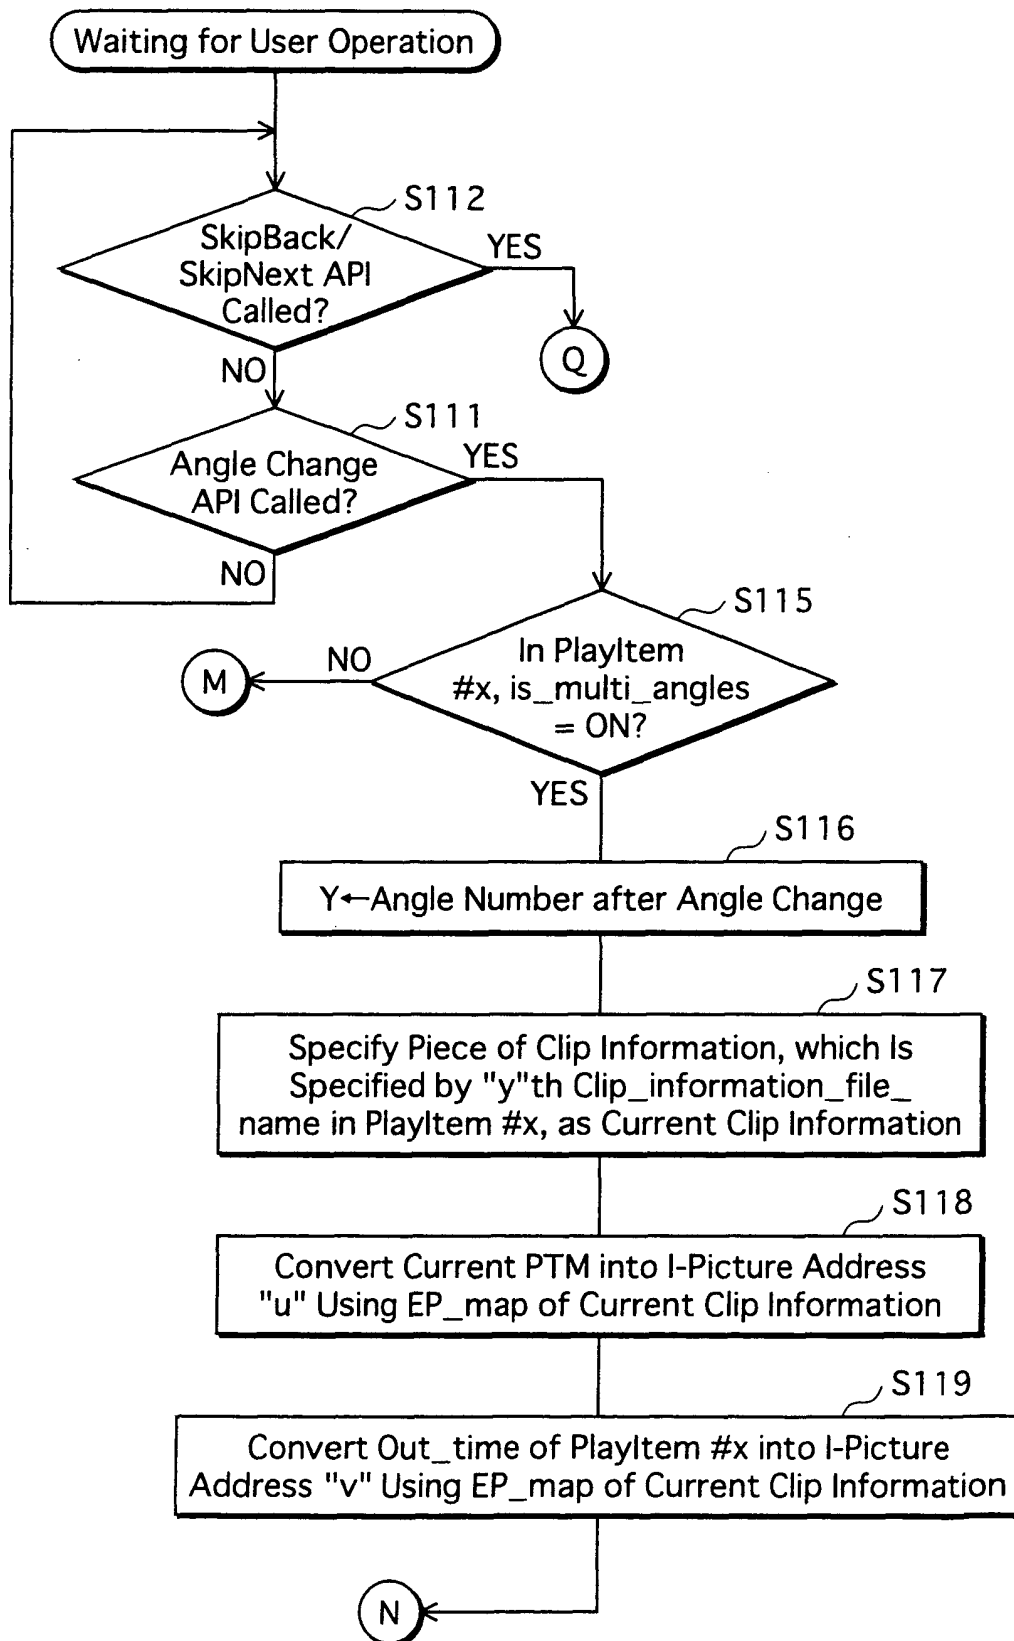 Waiting for User Operation
S112
SkipBack/
SkipNext API
Called?
YES
Q
NO
S111
Angle Change
API Called?
YES
NO
S115
In PlayItem
#x, is_multi_angles
= ON?
NO
M
YES
S116
Y←Angle Number after Angle Change
S117
Specify Piece of Clip Information, which Is
Specified by "y"th Clip_information_file_
name in PlayItem #x, as Current Clip Information
S118
Convert Current PTM into I-Picture Address
"u" Using EP_map of Current Clip Information
S119
Convert Out_time of PlayItem #x into I-Picture
Address "v" Using EP_map of Current Clip Information
N